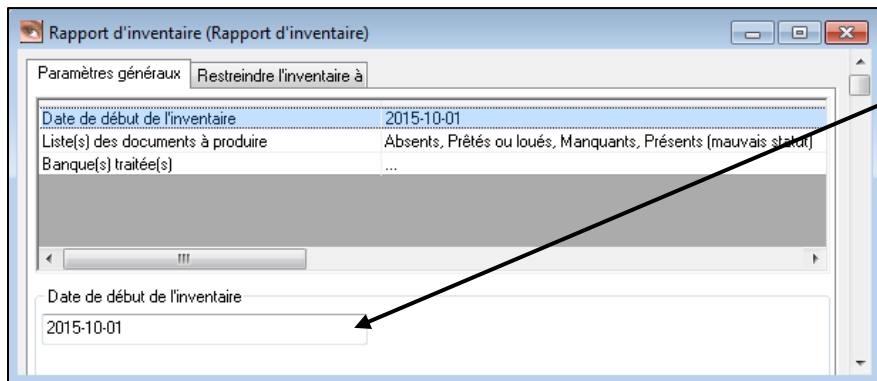 Rapport d'inventaire (Rapport d'inventaire)
Paramètres généraux Restreindre l'inventaire à
Date de début de l'inventaire 2015-10-01
Liste(s) des documents à produire Absents, Prêtés ou loués, Manquants, Présents (mauvais statut)
Banque(s) traitée(s) ...
Date de début de l'inventaire
2015-10-01